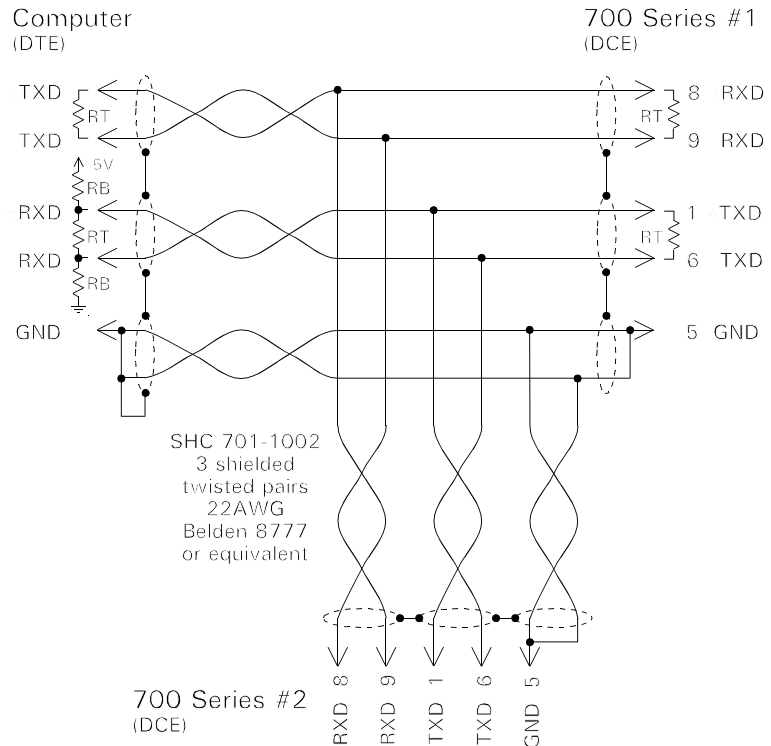 Computer
(DTE)
700 Series #1
(DCE)
TXD
RT
TXD
5V
RB
RXD
RT
RXD
RB
GND
RT
8 RXD
9 RXD
1 TXD
RT
6 TXD
5 GND
SHC 701-1002
3 shielded
twisted pairs
22AWG
Belden 8777
or equivalent
700 Series #2
(DCE)
RXD 8
RXD 9
TXD 1
TXD 6
GND 5